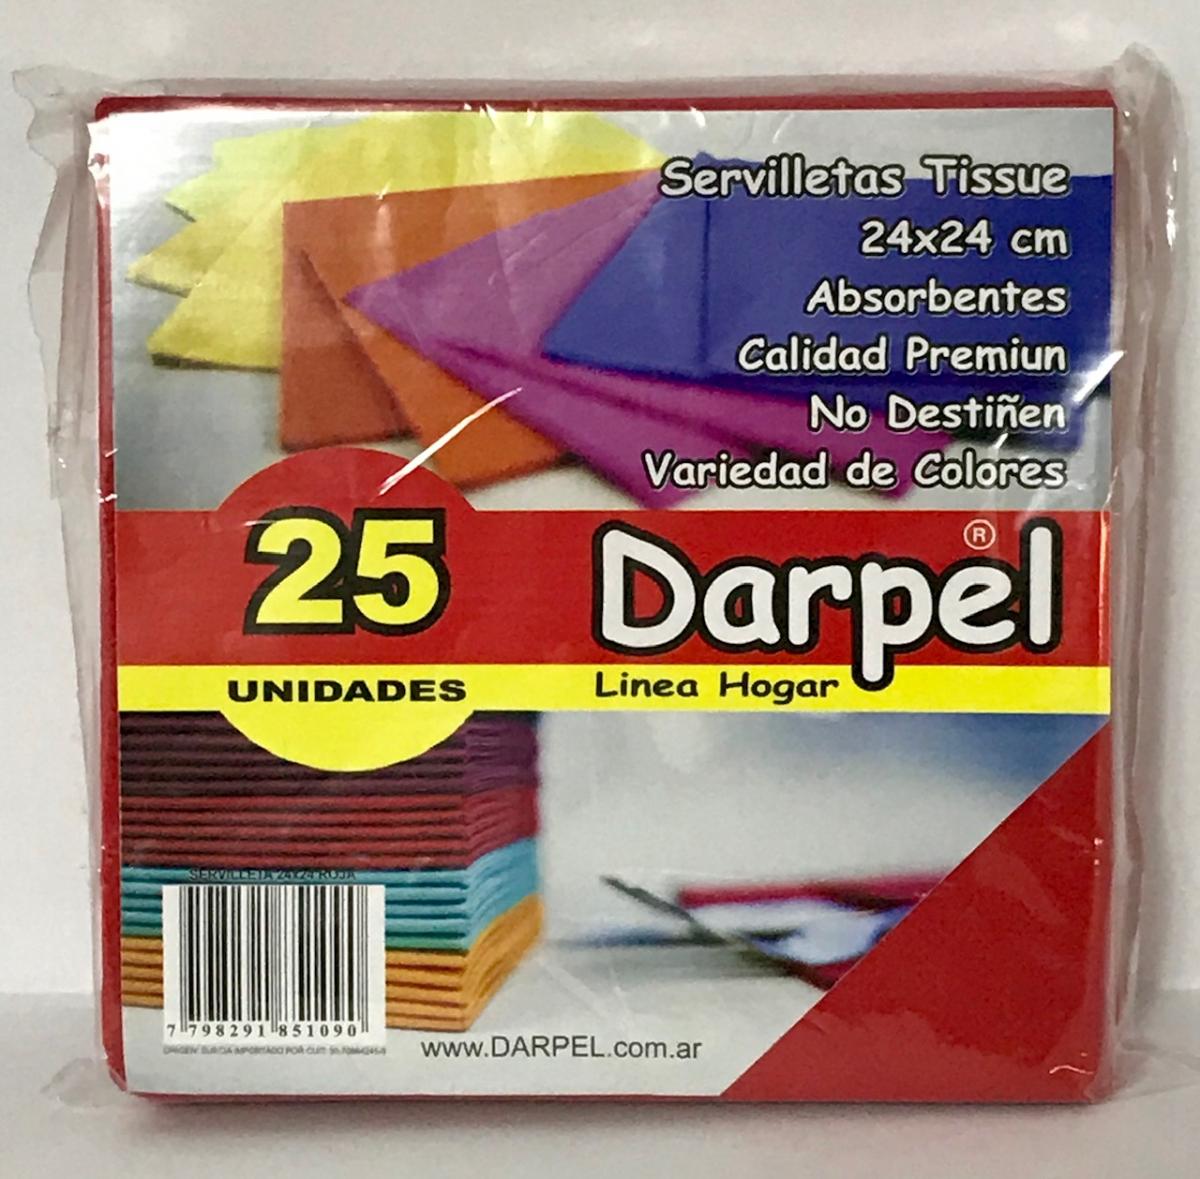 Servilletas Tissue
24x24 cm
Absorbentes
Calidad Premiun
No Destiñen
Variedad de Colores
25
UNIDADES
Darpel ®
Linea Hogar
SERVILLETA 24x24 ROJA
7 798291 851090
www.DARPEL.com.ar